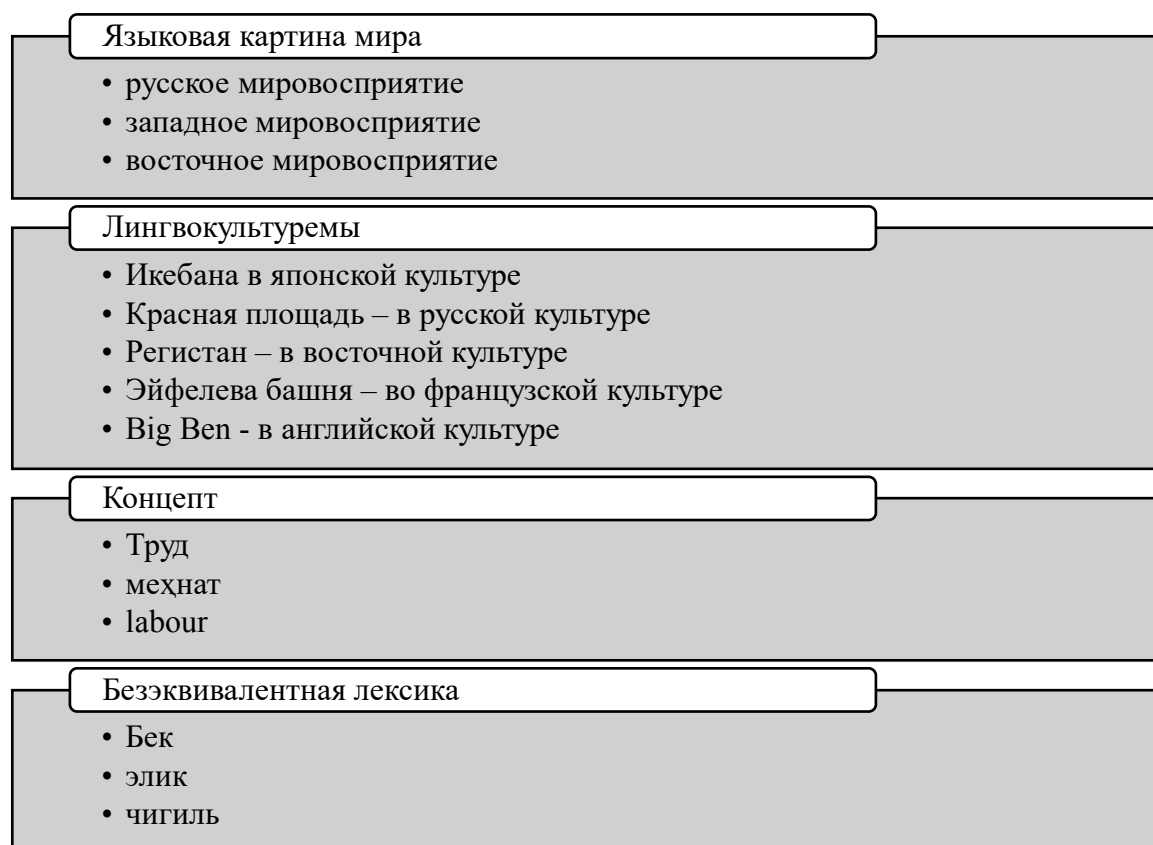 Языковая картина мира
• русское мировосприятие
• западное мировосприятие
• восточное мировосприятие
Лингвокультуремы
• Икебана в японской культуре
• Красная площадь – в русской культуре
• Регистан – в восточной культуре
• Эйфелева башня – во французской культуре
• Big Ben - в английской культуре
Концепт
• Труд
• меҳнат
• labour
Безэквивалентная лексика
• Бек
• элик
• чигиль